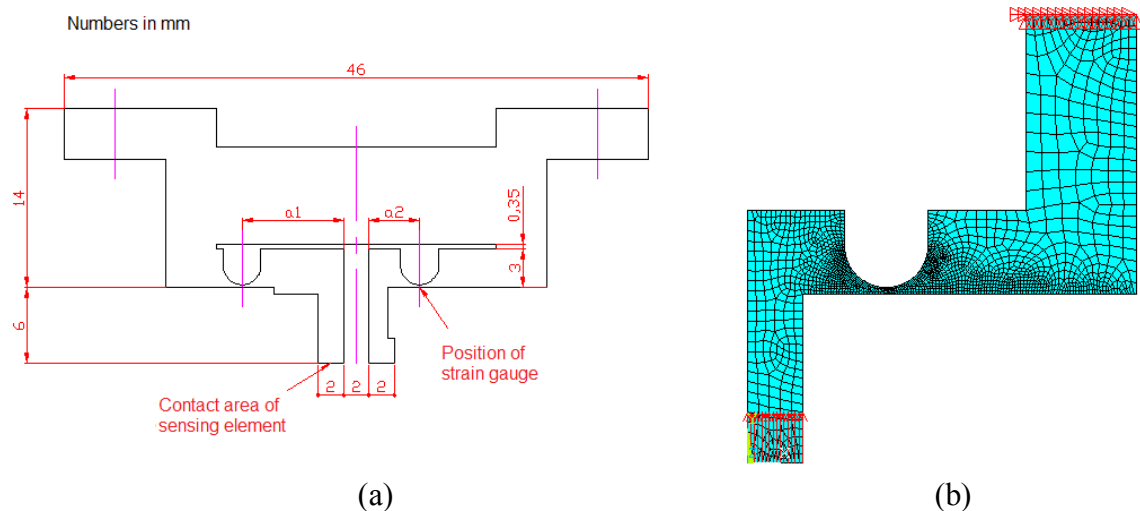 Numbers in mm
46
14
a1
a2
0,35
3
6
2
2
2
Position of
strain gauge
Contact area of
sensing element
(a)
(b)